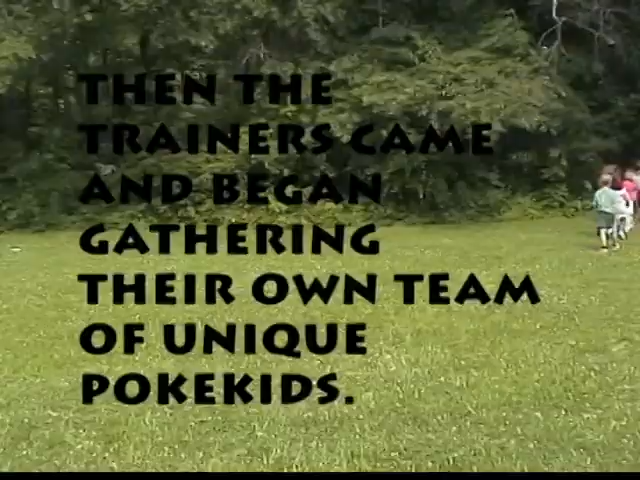 THEN THE
TRAINERS CAME
AND BEGAN
GATHERING
THEIR OWN TEAM
OF UNIQUE
POKEKIDS.